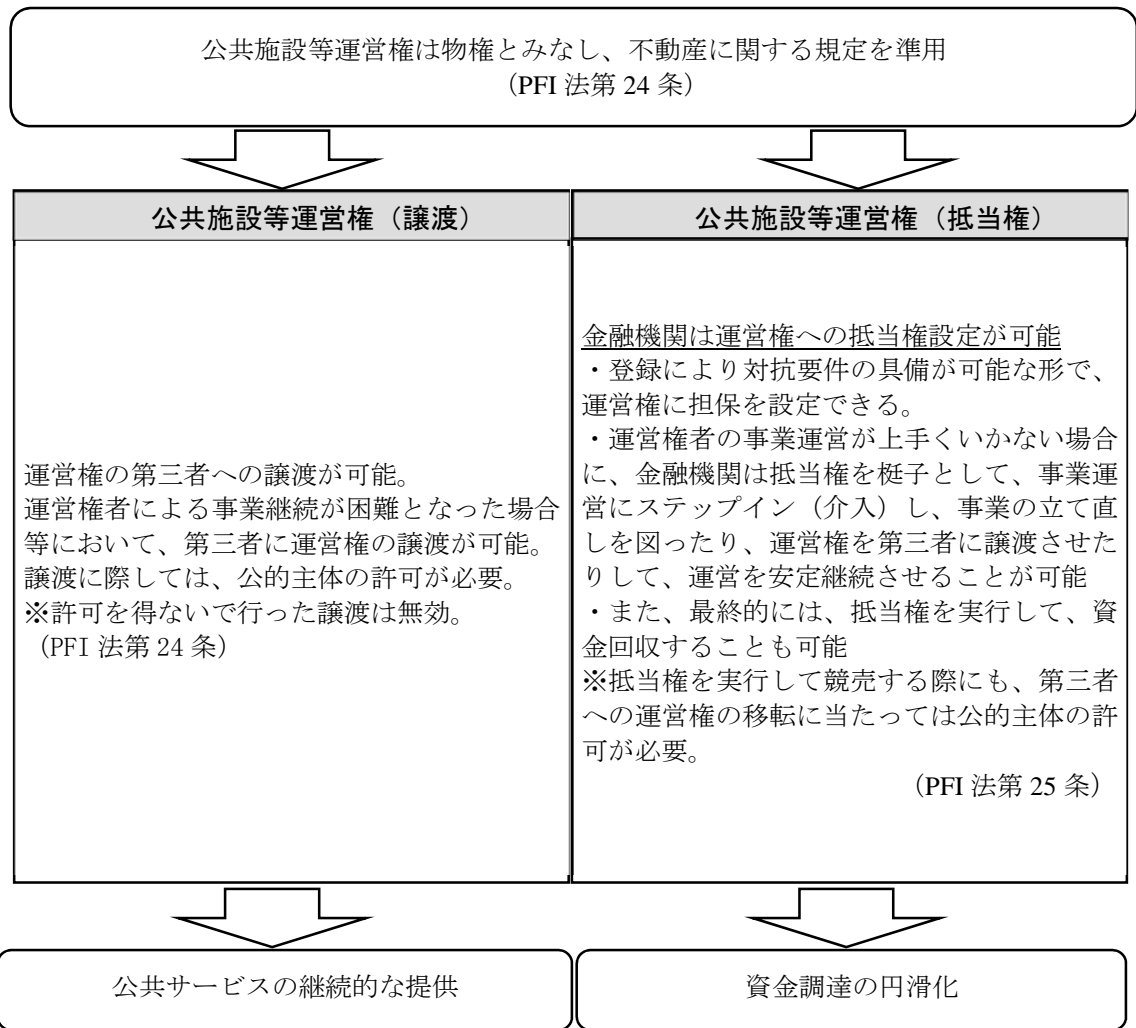 公共施設等運営権は物権とみなし、不動産に関する規定を準用
（PFI 法第 24 条）
公共施設等運営権（譲渡）
運営権の第三者への譲渡が可能。
運営権者による事業継続が困難となった場合
等において、第三者に運営権の譲渡が可能。
譲渡に際しては、公的主体の許可が必要。
※許可を得ないで行った譲渡は無効。
（PFI 法第 24 条）
公共施設等運営権（抵当権）
金融機関は運営権への抵当権設定が可能
・登録により対抗要件の具備が可能な形で、
運営権に担保を設定できる。
・運営権者の事業運営が上手くいかない場合
に、金融機関は抵当権を梃子として、事業運
営にステップイン（介入）し、事業の立て直
しを図ったり、運営権を第三者に譲渡させた
りして、運営を安定継続させることが可能
・また、最終的には、抵当権を実行して、資
金回収することも可能
※抵当権を実行して競売する際にも、第三者
への運営権の移転に当たっては公的主体の許
可が必要。
（PFI 法第 25 条）
公共サービスの継続的な提供
資金調達の円滑化